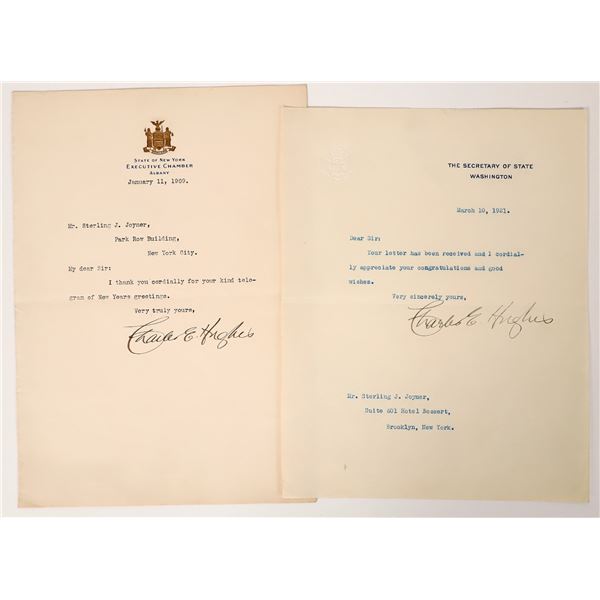 STATE OF NEW YORK
EXECUTIVE CHAMBER
ALBANY
January 11, 1909.
Mr. Sterling J. Joyner,
Park Row Building,
New York City.
My dear Sir:
I thank you cordially for your kind tele-
gram of New Years greetings.
Very truly yours,
Charles E. Hughes
THE SECRETARY OF STATE
WASHINGTON
March 10, 1921.
Dear Sir:
Your letter has been received and I cordial-
ly appreciate your congratulations and good
wishes.
Very sincerely yours,
Charles E. Hughes
Mr. Sterling J. Joyner,
Suite 501 Hotel Bossert,
Brooklyn, New York.